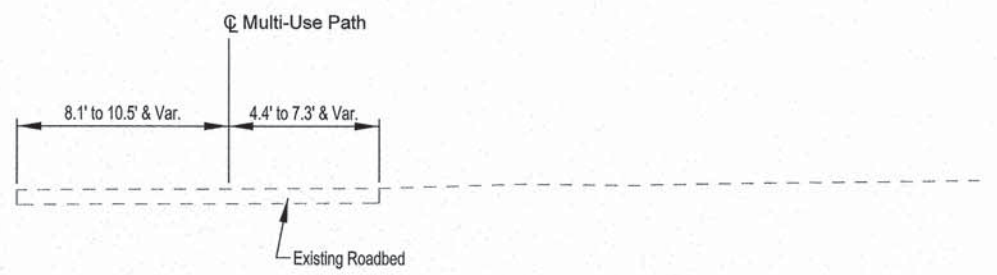 ℄ Multi-Use Path
8.1' to 10.5' & Var.
4.4' to 7.3' & Var.
Existing Roadbed